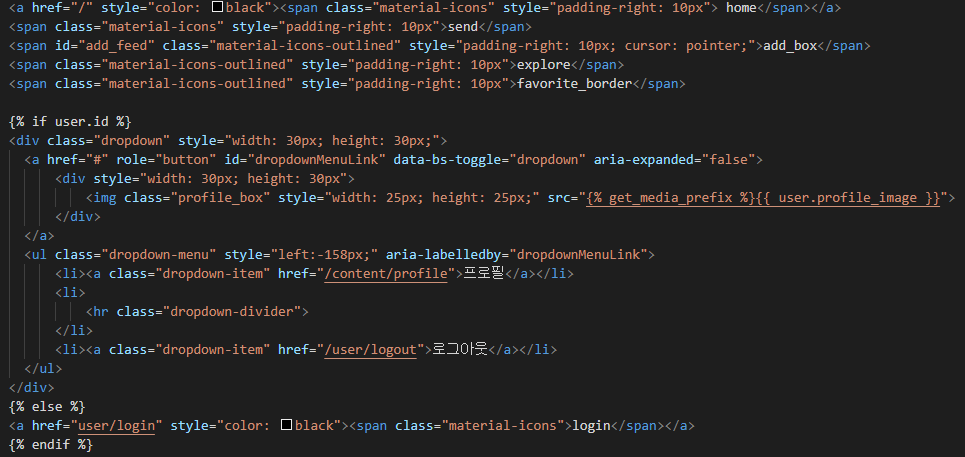 <a href="/" style="color: black"><span class="material-icons" style="padding-right: 10px"> home</span></a>
<span class="material-icons" style="padding-right: 10px">send</span>
<span id="add_feed" class="material-icons-outlined" style="padding-right: 10px; cursor: pointer;">add_box</span>
<span class="material-icons-outlined" style="padding-right: 10px">explore</span>
<span class="material-icons-outlined" style="padding-right: 10px">favorite_border</span>

{% if user.id %}
<div class="dropdown" style="width: 30px; height: 30px;">
  <a href="#" role="button" id="dropdownMenuLink" data-bs-toggle="dropdown" aria-expanded="false">
      <div style="width: 30px; height: 30px">
          <img class="profile_box" style="width: 25px; height: 25px;" src="{% get_media_prefix %}{{ user.profile_image }}">
      </div>
  </a>
  <ul class="dropdown-menu" style="left:-158px;" aria-labelledby="dropdownMenuLink">
      <li><a class="dropdown-item" href="/content/profile">프로필</a></li>
      <li>
          <hr class="dropdown-divider">
      </li>
      <li><a class="dropdown-item" href="/user/logout">로그아웃</a></li>
  </ul>
</div>
{% else %}
<a href="user/login" style="color: black"><span class="material-icons">login</span></a>
{% endif %}